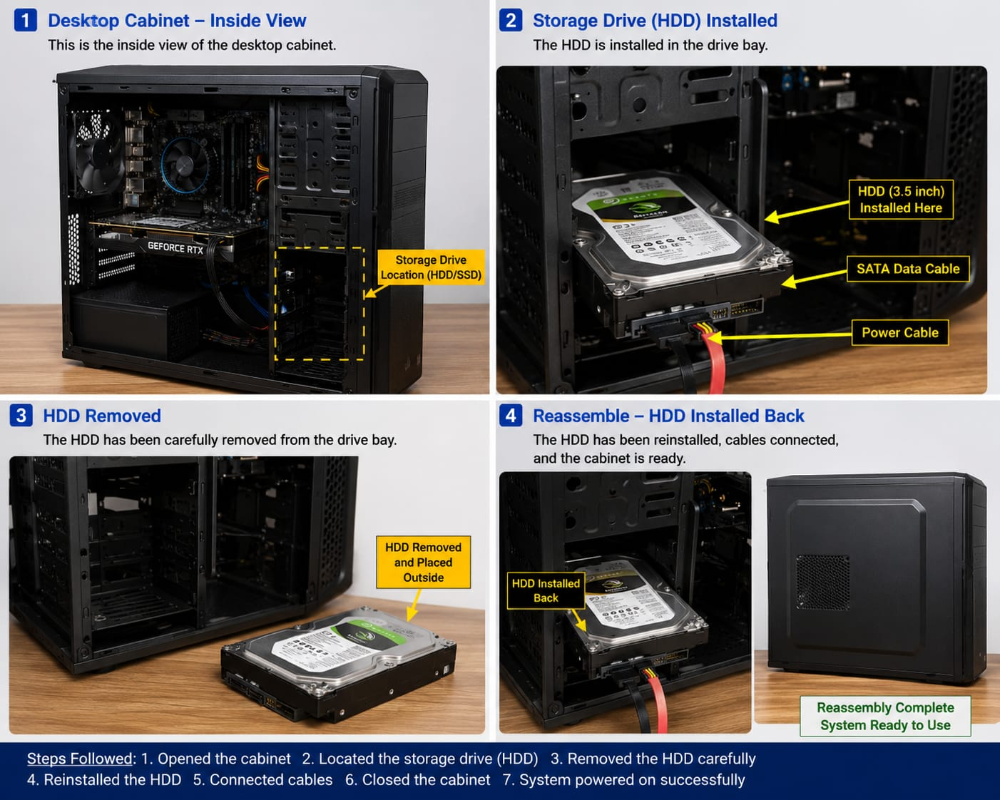 1 Desktop Cabinet – Inside View
This is the inside view of the desktop cabinet.
GEFORCE RTX
Storage Drive
Location (HDD/SSD)
2 Storage Drive (HDD) Installed
The HDD is installed in the drive bay.
HDD (3.5 inch)
Installed Here
SATA Data Cable
Power Cable
3 HDD Removed
The HDD has been carefully removed from the drive bay.
HDD Removed
and Placed
Outside
4 Reassemble – HDD Installed Back
The HDD has been reinstalled, cables connected,
and the cabinet is ready.
HDD Installed
Back
Reassembly Complete
System Ready to Use
Steps Followed: 1. Opened the cabinet 2. Located the storage drive (HDD) 3. Removed the HDD carefully
4. Reinstalled the HDD 5. Connected cables 6. Closed the cabinet 7. System powered on successfully